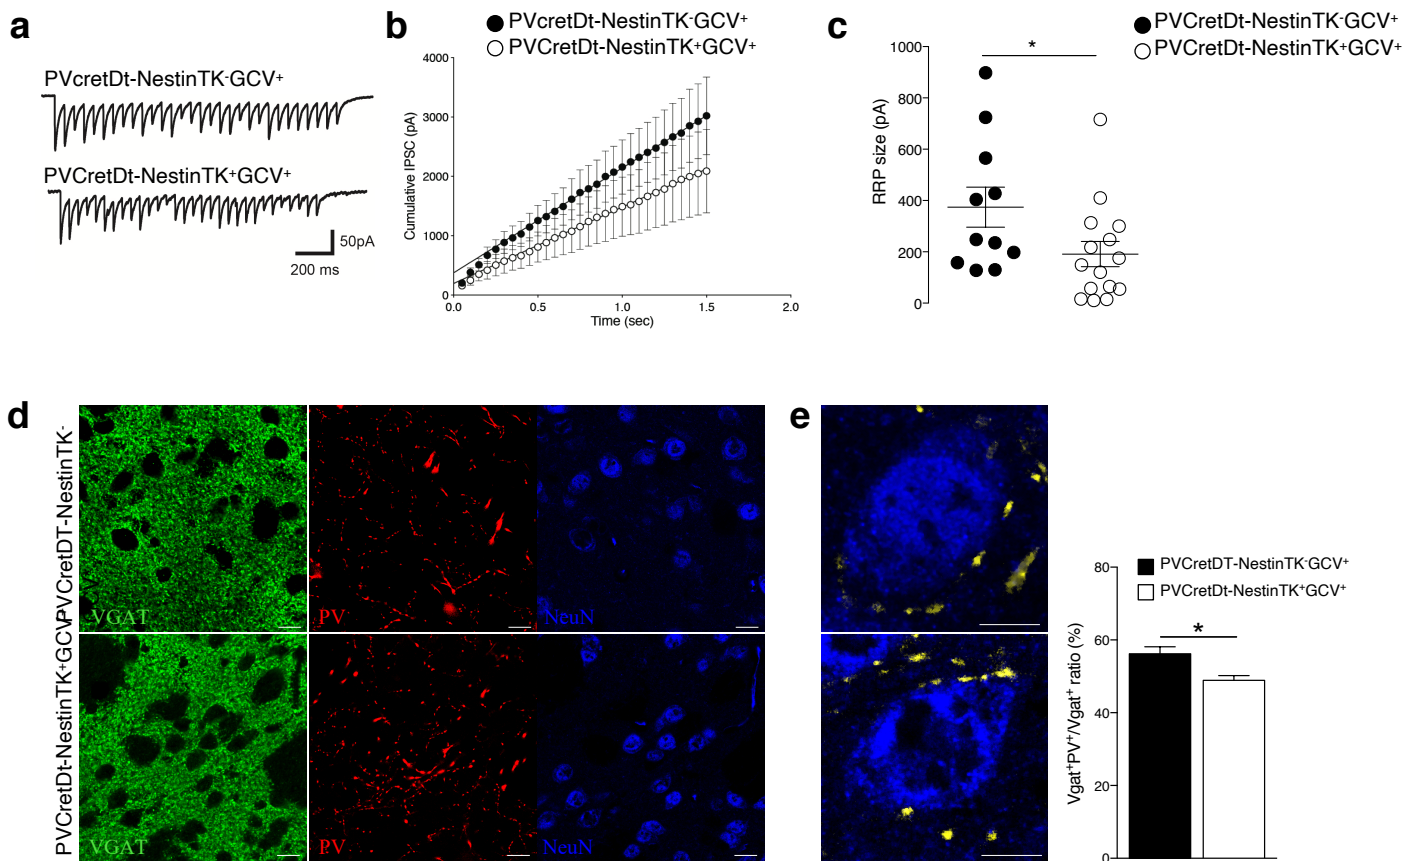 a
PVcretDt-NestinTK-GCV+
PVCretDt-NestinTK+GCV+
50pA
200 ms
b
PVcretDt-NestinTK-GCV+
PVCretDt-NestinTK+GCV+
Cumulative IPSC (pA)
4000
3000
2000
1000
0
0.0
0.5
1.0
1.5
2.0
Time (sec)
c
PVcretDt-NestinTK-GCV+
PVCretDt-NestinTK+GCV+
*
RRP size (pA)
1000
800
600
400
200
0
d
PVCretDT-NestinTK-
PVCretDt-NestinTK+GCV
VGAT
PV
NeuN
VGAT
PV
NeuN
e
PVCretDT-NestinTK-GCV+
PVCretDt-NestinTK+GCV+
*
Vgat+PV+/Vgat+ ratio (%)
80
60
40
20
0